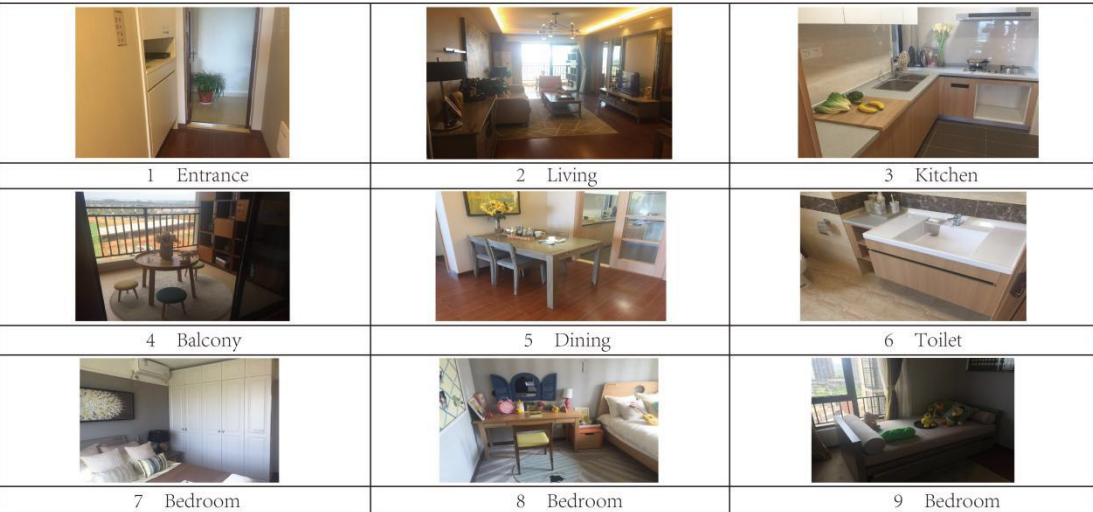 1 Entrance
2 Living
3 Kitchen
4 Balcony
5 Dining
6 Toilet
7 Bedroom
8 Bedroom
9 Bedroom